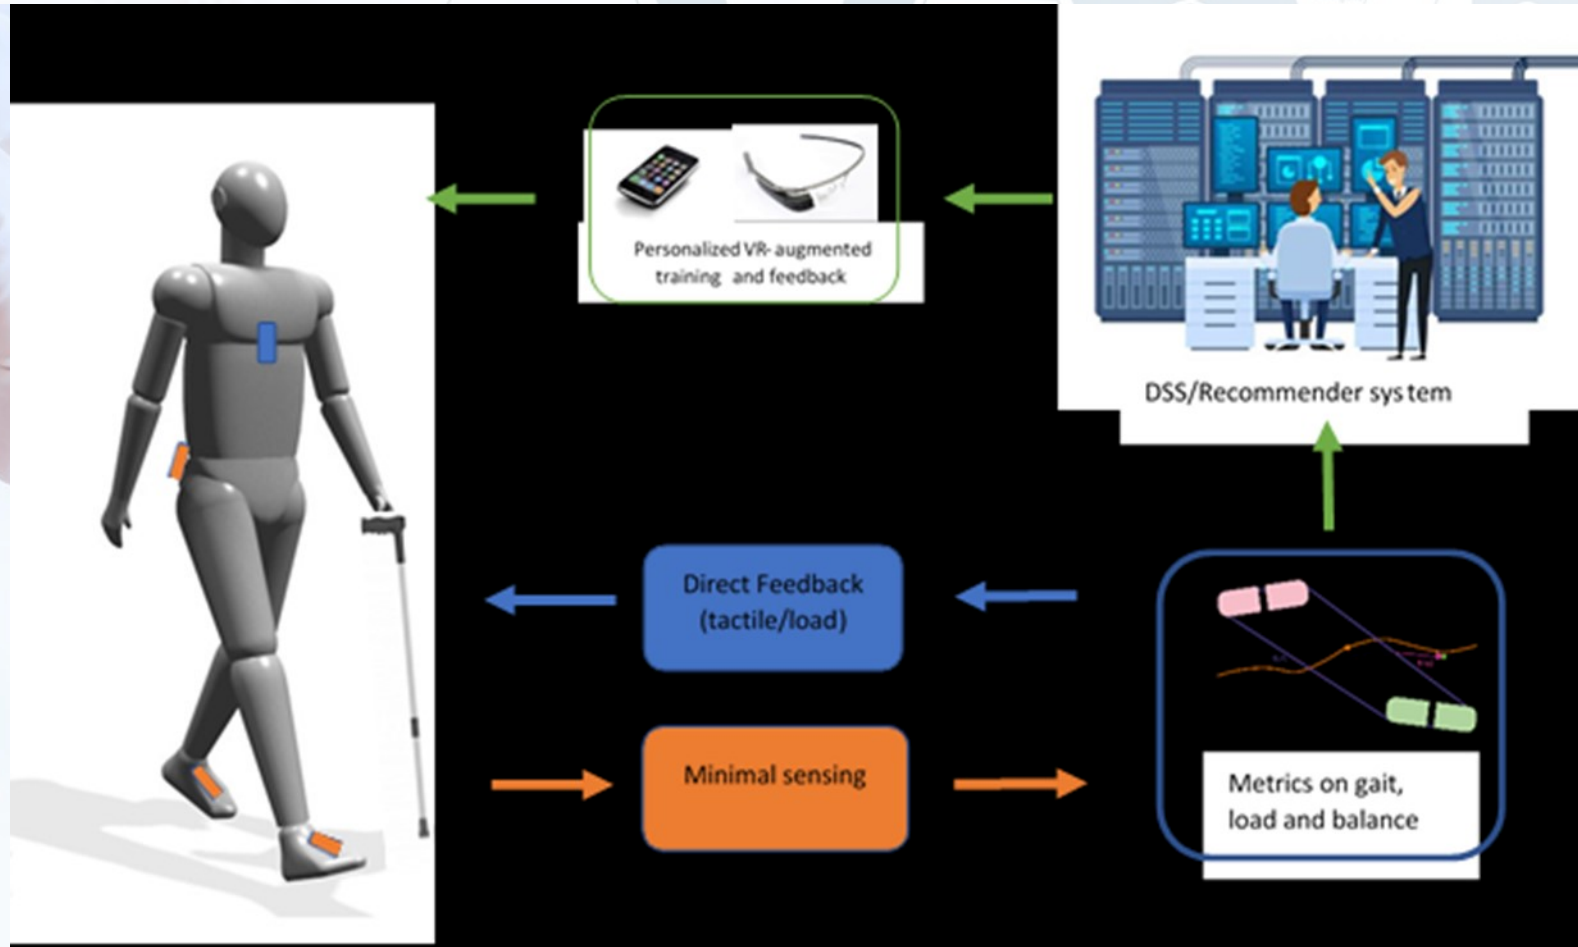 Personalized VR- augmented
training and feedback
DSS/Recommender system
Direct Feedback
(tactile/load)
Minimal sensing
Metrics on gait,
load and balance